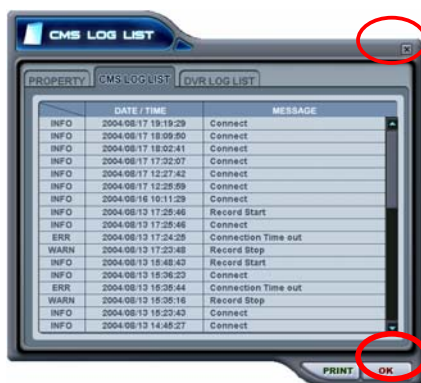 CMS LOG LIST
PROPERTY CMS LOG LIST DVR LOG LIST
DATE / TIME MESSAGE
INFO 2004/08/17 19:19:29 Connect
INFO 2004/08/17 18:09:50 Connect
INFO 2004/08/17 18:02:41 Connect
INFO 2004/08/17 17:32:07 Connect
INFO 2004/08/17 12:27:42 Connect
INFO 2004/08/17 12:25:59 Connect
INFO 2004/08/16 10:11:29 Connect
INFO 2004/08/13 17:25:46 Record Start
INFO 2004/08/13 17:25:46 Connect
ERR 2004/08/13 17:24:25 Connection Time out
WARN 2004/08/13 17:23:48 Record Stop
INFO 2004/08/13 15:48:43 Record Start
INFO 2004/08/13 15:36:23 Connect
ERR 2004/08/13 15:35:44 Connection Time out
WARN 2004/08/13 15:35:16 Record Stop
INFO 2004/08/13 15:23:43 Connect
INFO 2004/08/13 14:45:27 Connect
PRINT OK